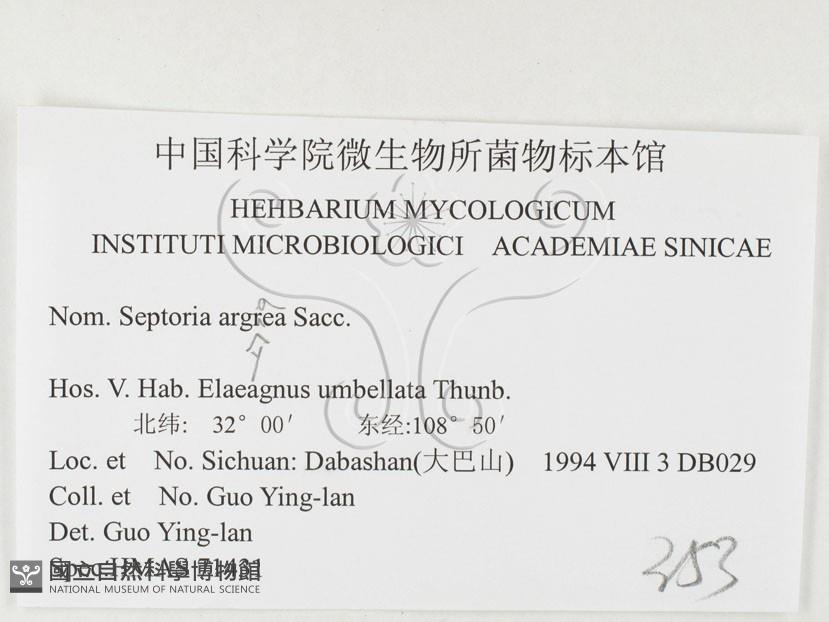 中国科学院微生物所菌物标本馆
HEHBARIUM MYCOLOGICUM
INSTITUTI MICROBIOLOGICI ACADEMIAE SINICAE
Nom. Septoria argrea Sacc.
Hos. V. Hab. Elaeagnus umbellata Thunb.
北纬: 32° 00′ 东经:108° 50′
Loc. et No. Sichuan: Dabashan(大巴山) 1994 VIII 3 DB029
Coll. et No. Guo Ying-lan
Det. Guo Ying-lan
353
國立自然科學博物館
NATIONAL MUSEUM OF NATURAL SCIENCE